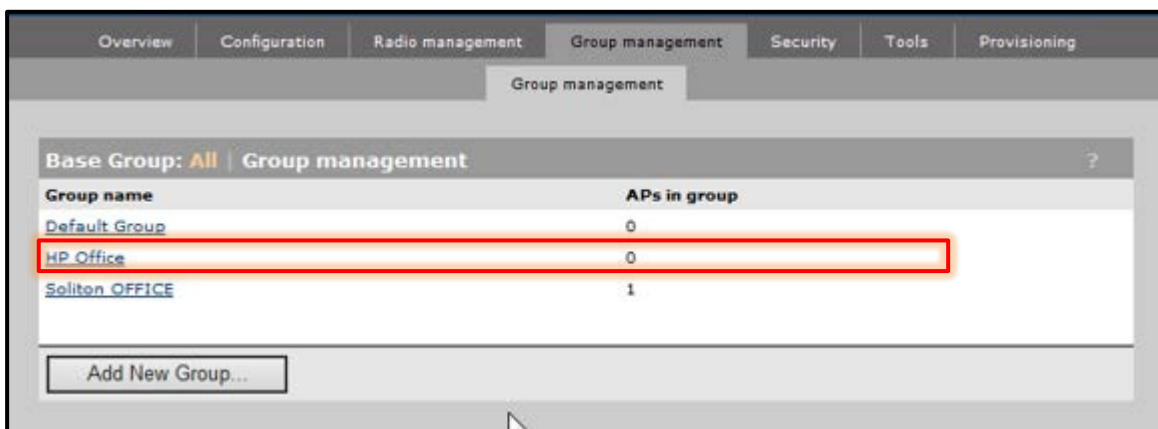 Overview Configuration Radio management Group management Security Tools Provisioning
Group management
Base Group: All | Group management ?
Group name APs in group
Default Group 0
HP Office 0
Soliton OFFICE 1
Add New Group...